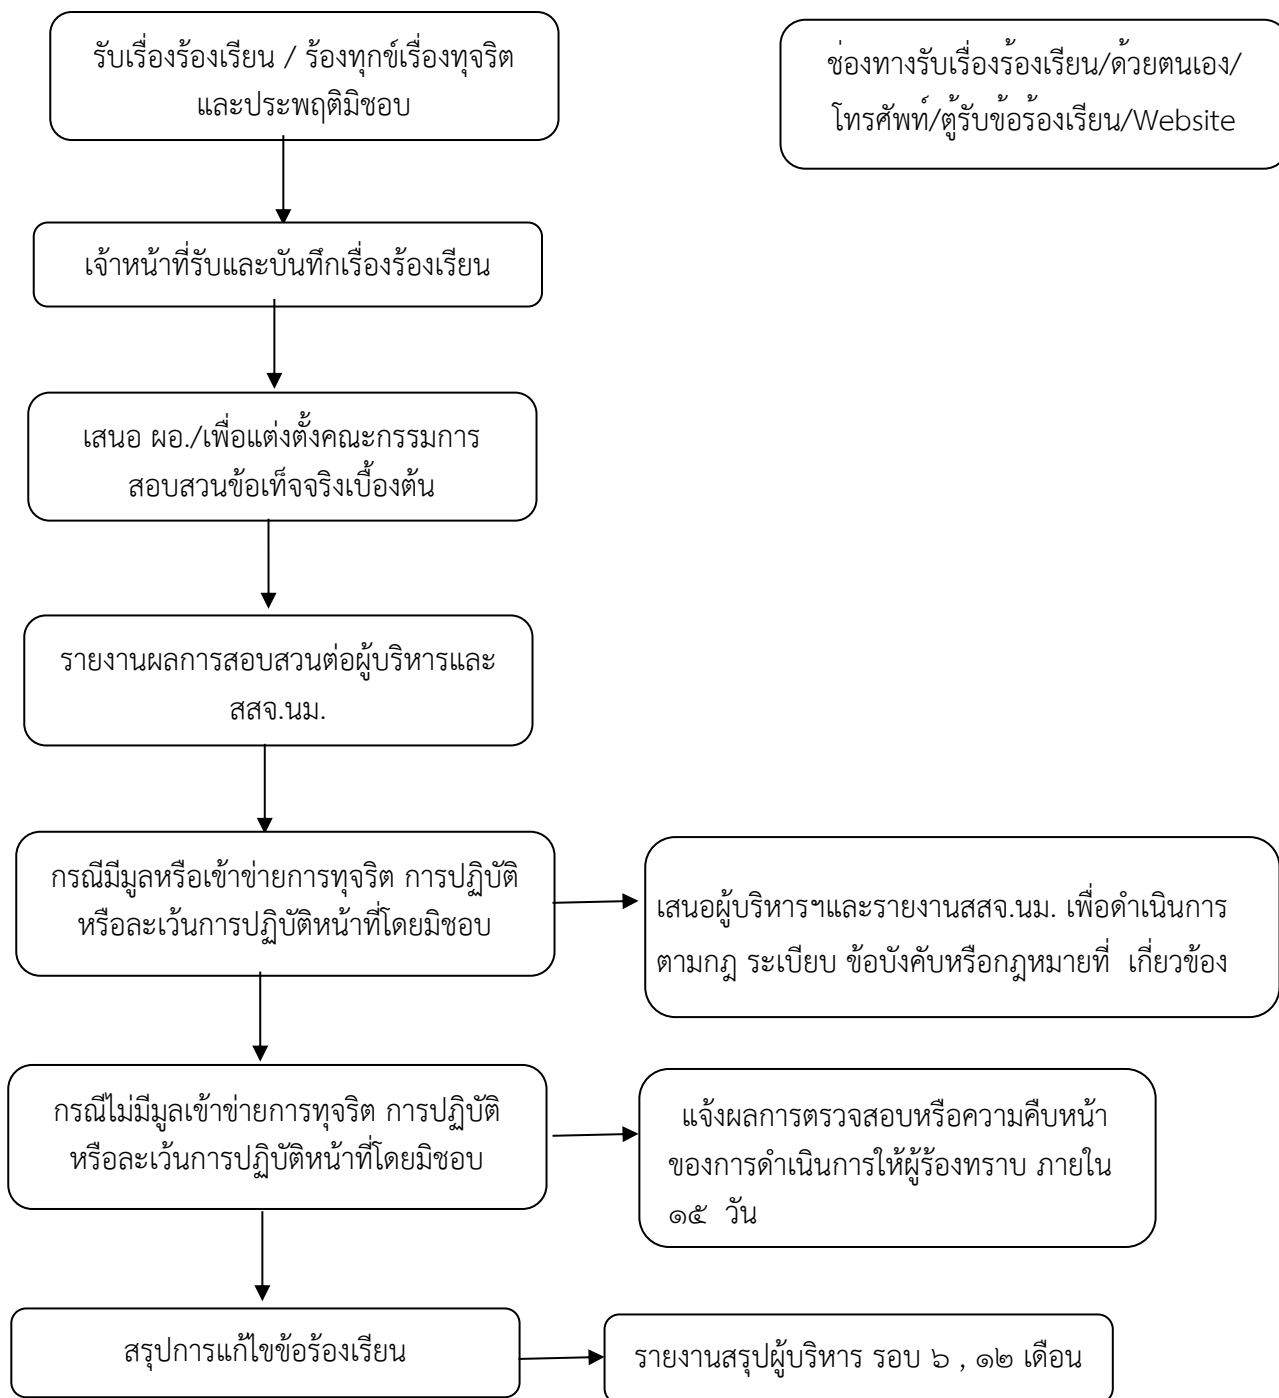 รับเรื่องร้องเรียน / ร้องทุกข์เรื่องทุจริต
และประพฤติมิชอบ
ช่องทางรับเรื่องร้องเรียน/ด้วยตนเอง/
โทรศัพท์/ตู้รับข้อร้องเรียน/Website
เจ้าหน้าที่รับและบันทึกเรื่องร้องเรียน
เสนอ ผอ./เพื่อแต่งตั้งคณะกรรมการ
สอบสวนข้อเท็จจริงเบื้องต้น
รายงานผลการสอบสวนต่อผู้บริหารและ
สสจ.นม.
กรณีมีมูลหรือเข้าข่ายการทุจริต การปฏิบัติ
หรือละเว้นการปฏิบัติหน้าที่โดยมิชอบ
เสนอผู้บริหารฯและรายงานสสจ.นม. เพื่อดำเนินการ
ตามกฎ ระเบียบ ข้อบังคับหรือกฎหมายที่ เกี่ยวข้อง
กรณีไม่มีมูลเข้าข่ายการทุจริต การปฏิบัติ
หรือละเว้นการปฏิบัติหน้าที่โดยมิชอบ
แจ้งผลการตรวจสอบหรือความคืบหน้า
ของการดำเนินการให้ผู้ร้องทราบ ภายใน
๑๕ วัน
สรุปการแก้ไขข้อร้องเรียน
รายงานสรุปผู้บริหาร รอบ ๖ , ๑๒ เดือน